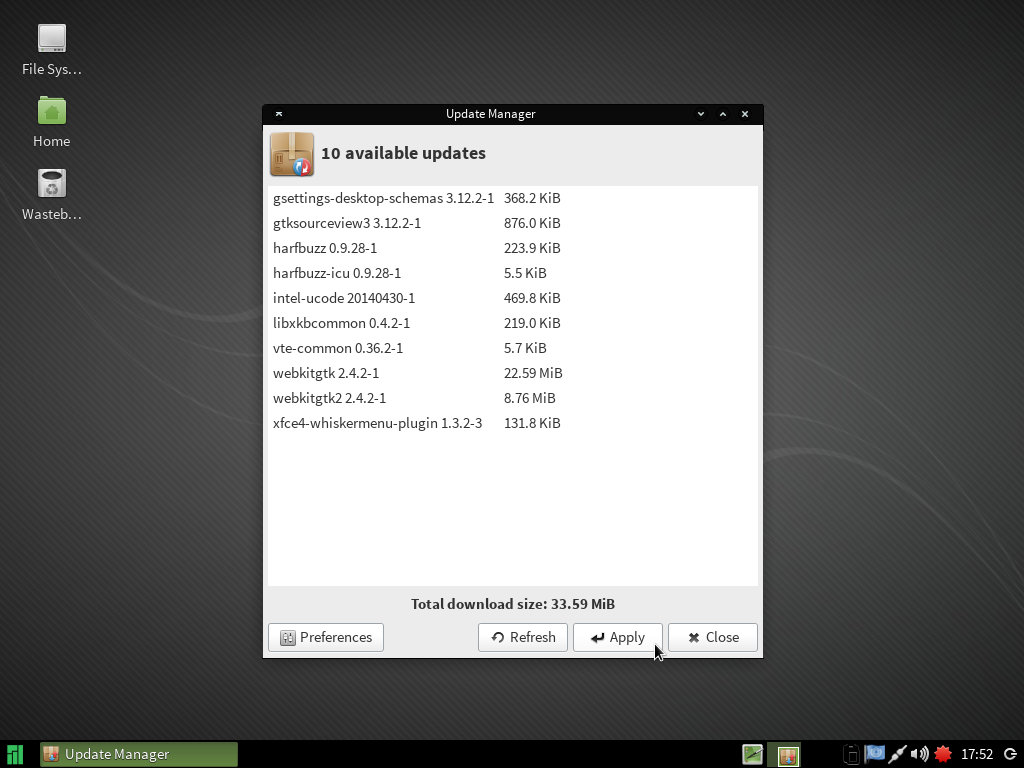 File Sys...
Home
Wasteb...
Update Manager
10 available updates
gsettings-desktop-schemas 3.12.2-1 368.2 KiB
gtksourceview3 3.12.2-1 876.0 KiB
harfbuzz 0.9.28-1 223.9 KiB
harfbuzz-icu 0.9.28-1 5.5 KiB
intel-ucode 20140430-1 469.8 KiB
libxkbcommon 0.4.2-1 219.0 KiB
vte-common 0.36.2-1 5.7 KiB
webkitgtk 2.4.2-1 22.59 MiB
webkitgtk2 2.4.2-1 8.76 MiB
xfce4-whiskermenu-plugin 1.3.2-3 131.8 KiB
Total download size: 33.59 MiB
Preferences Refresh Apply Close
Update Manager 17:52